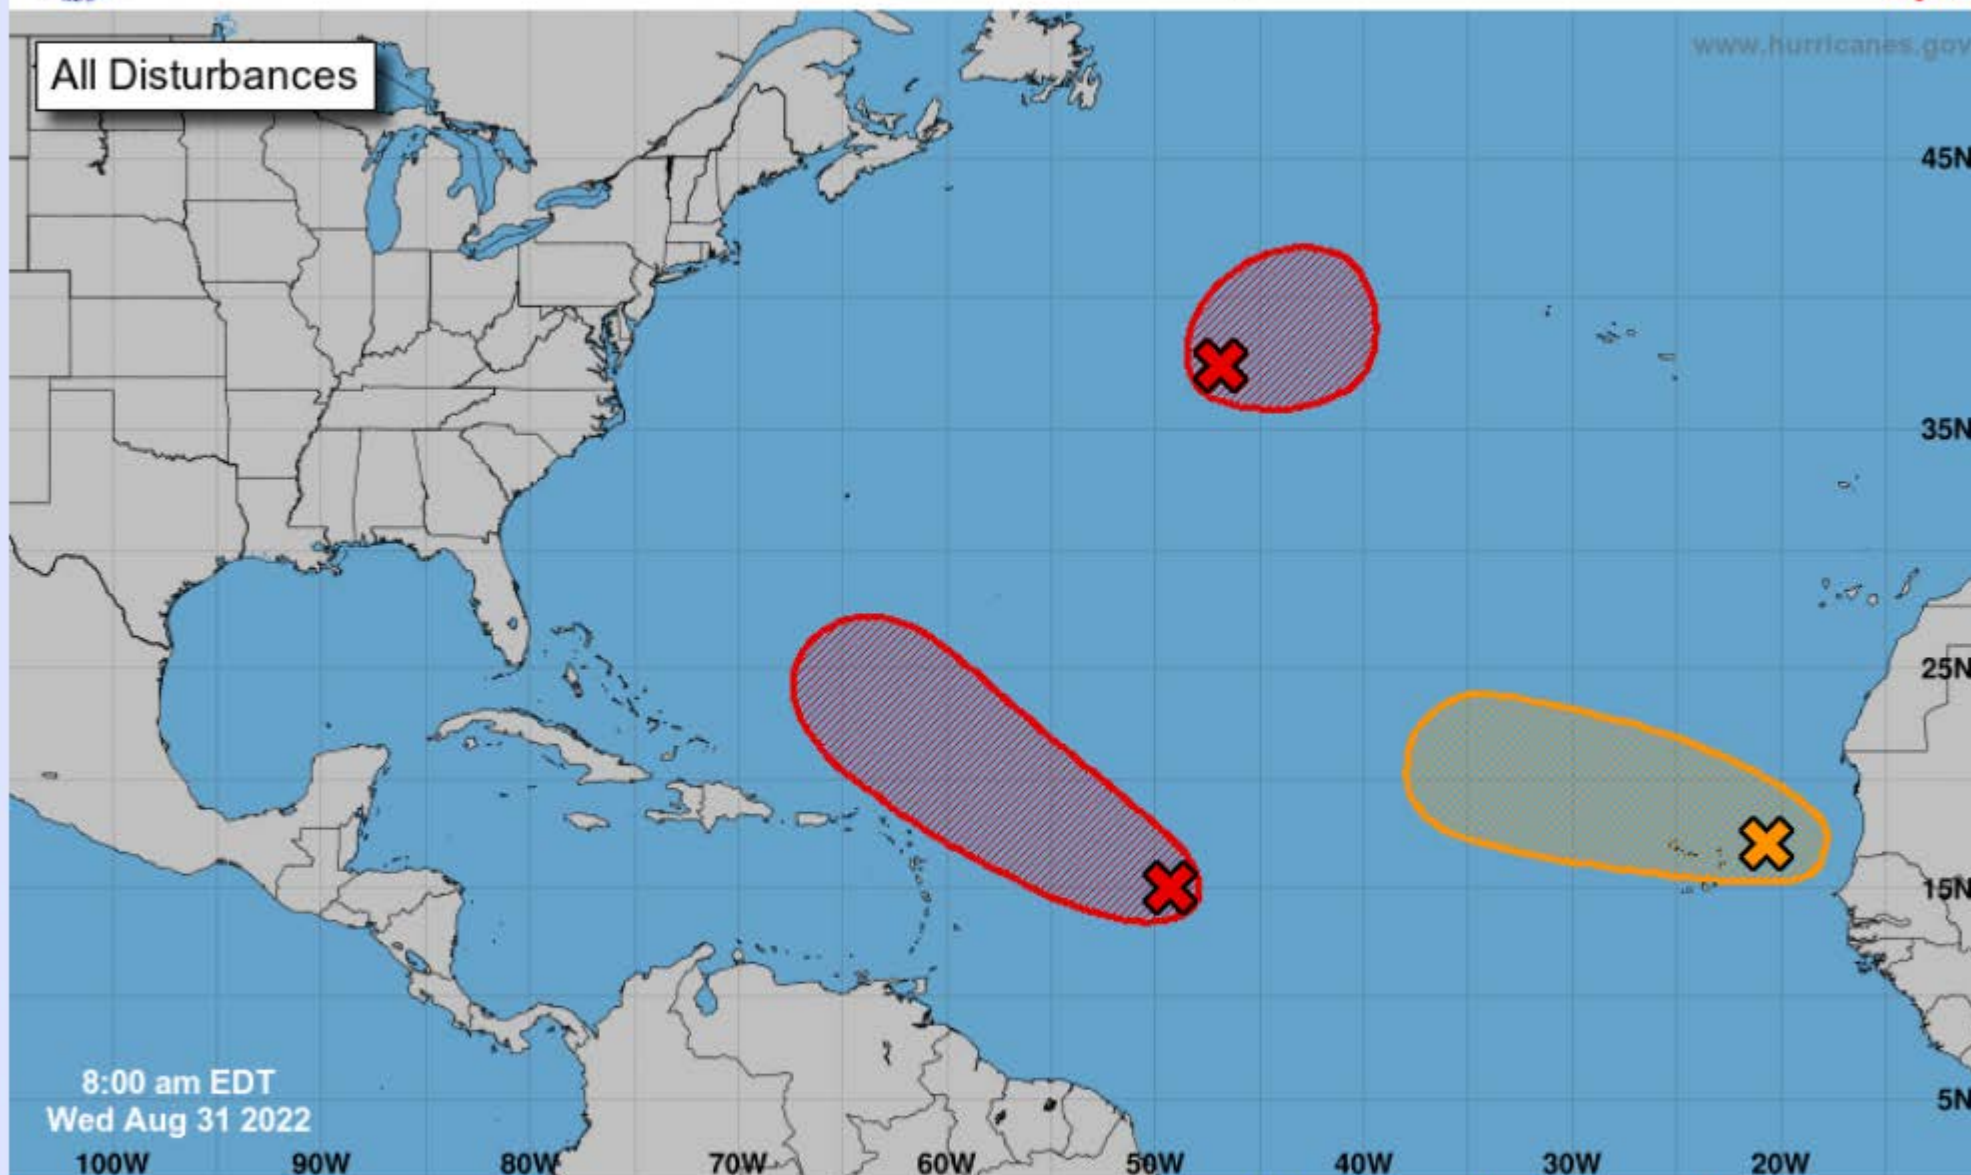 www.hurricanes.gov
All Disturbances
45N
35N
25N
15N
5N
8:00 am EDT
Wed Aug 31 2022
100W 90W 80W 70W 60W 50W 40W 30W 20W